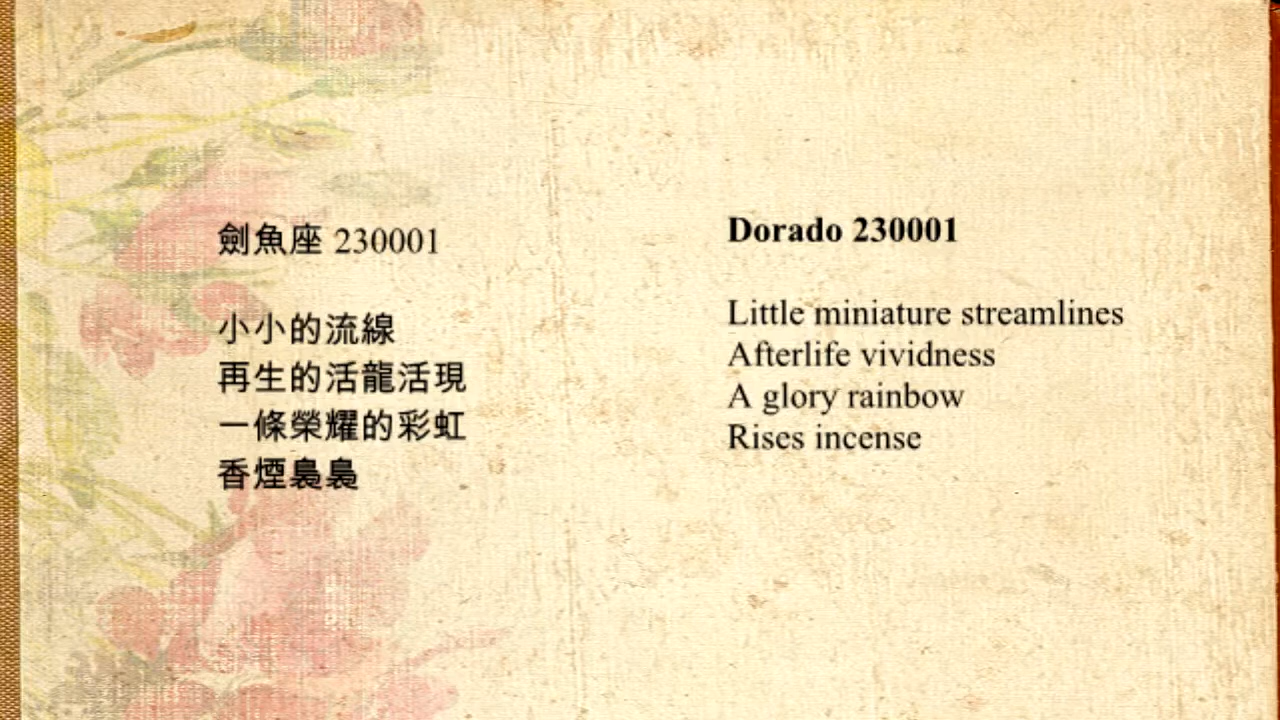 劍魚座 230001
小小的流線
再生的活龍活現
一條榮耀的彩虹
香煙裊裊
Dorado 230001
Little miniature streamlines
Afterlife vividness
A glory rainbow
Rises incense